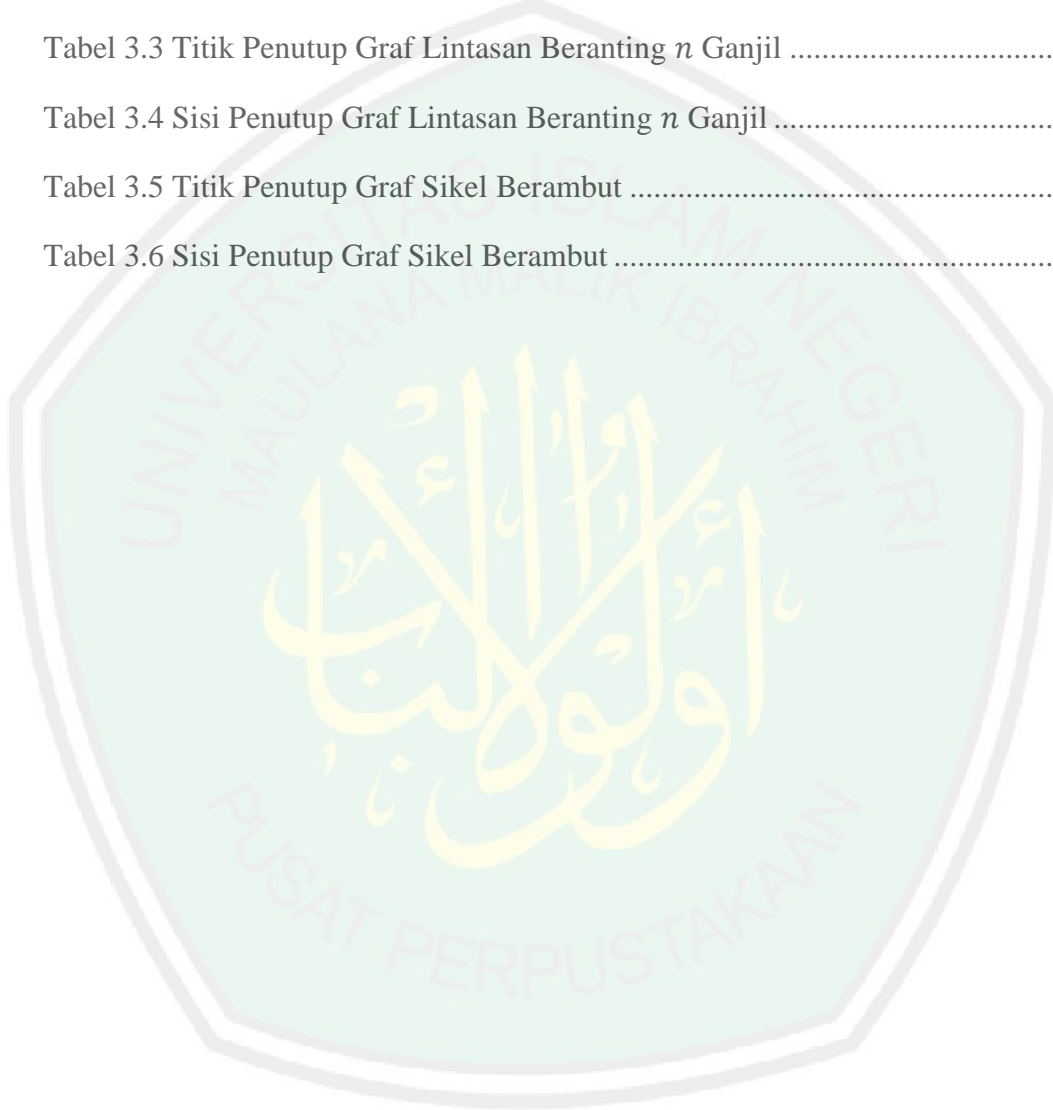 Tabel 3.3 Titik Penutup Graf Lintasan Beranting n Ganjil .................................
Tabel 3.4 Sisi Penutup Graf Lintasan Beranting n Ganjil ...................................
Tabel 3.5 Titik Penutup Graf Sikel Berambut .....................................................
Tabel 3.6 Sisi Penutup Graf Sikel Berambut .......................................................
UNIVERSITAS ISLAM NEGERI
MAULANA MALIK IBRAHIM
أولوا الألباب
PUSAT PERPUSTAKAAN